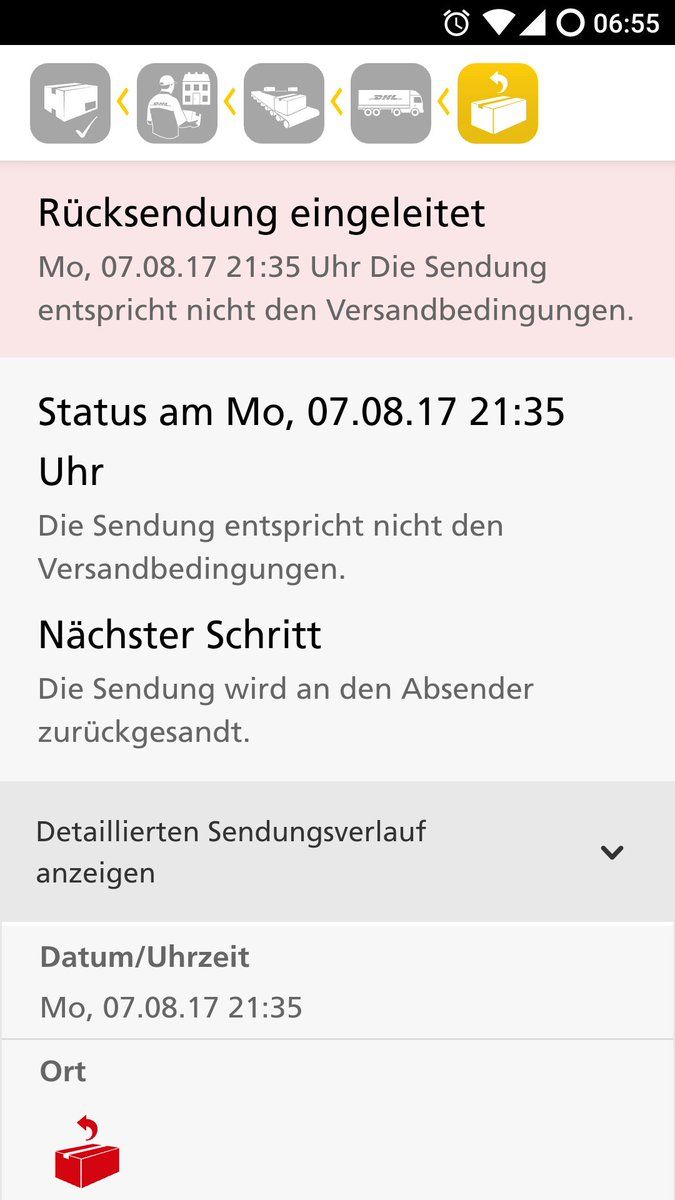 06:55
DHL
DHL
Rücksendung eingeleitet
Mo, 07.08.17 21:35 Uhr Die Sendung
entspricht nicht den Versandbedingungen.
Status am Mo, 07.08.17 21:35
Uhr
Die Sendung entspricht nicht den
Versandbedingungen.
Nächster Schritt
Die Sendung wird an den Absender
zurückgesandt.
Detaillierten Sendungsverlauf
anzeigen
Datum/Uhrzeit
Mo, 07.08.17 21:35
Ort